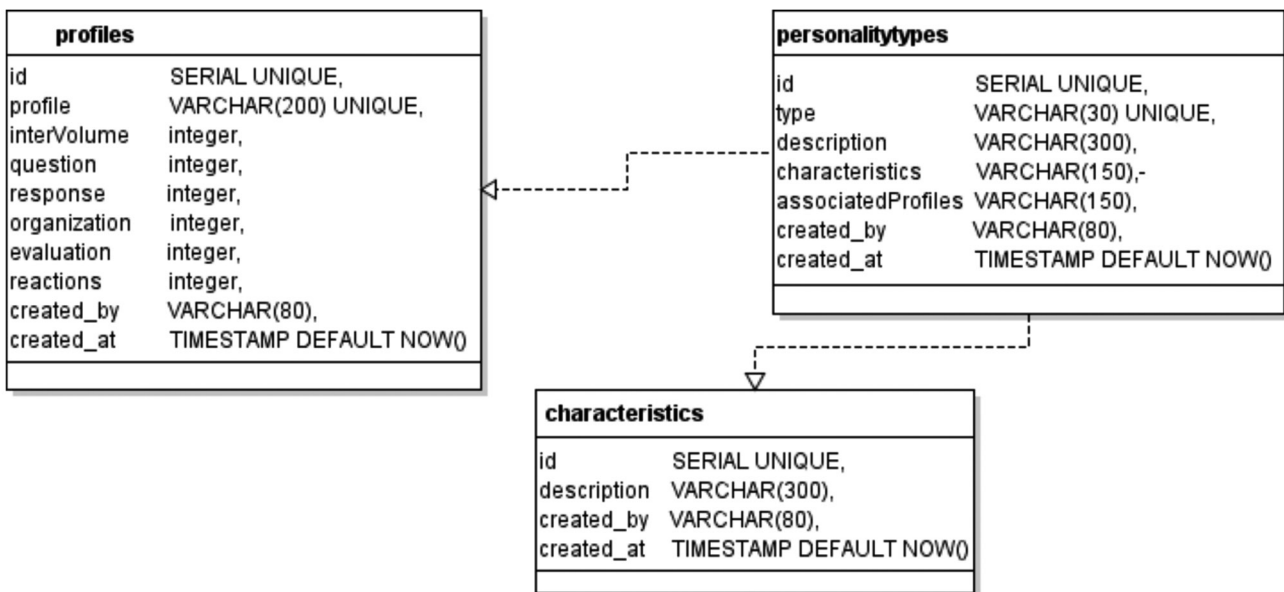 profiles
id SERIAL UNIQUE,
profile VARCHAR(200) UNIQUE,
interVolume integer,
question integer,
response integer,
organization integer,
evaluation integer,
reactions integer,
created_by VARCHAR(80),
created_at TIMESTAMP DEFAULT NOW()
personalitytypes
id SERIAL UNIQUE,
type VARCHAR(30) UNIQUE,
description VARCHAR(300),
characteristics VARCHAR(150),-
associatedProfiles VARCHAR(150),
created_by VARCHAR(80),
created_at TIMESTAMP DEFAULT NOW()
characteristics
id SERIAL UNIQUE,
description VARCHAR(300),
created_by VARCHAR(80),
created_at TIMESTAMP DEFAULT NOW()